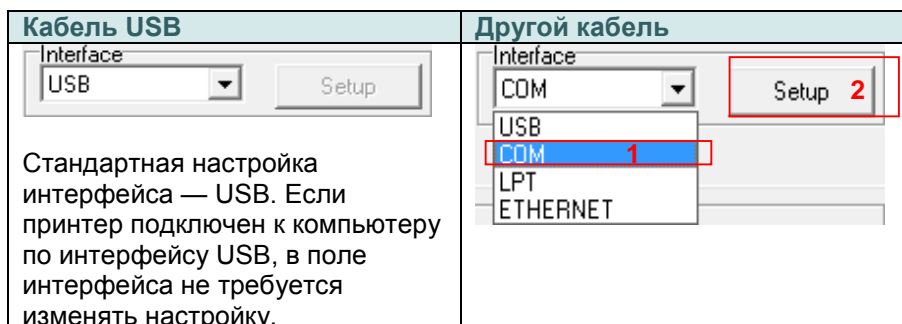 Кабель USB
Interface
USB
Setup
Стандартная настройка
интерфейса — USB. Если
принтер подключен к компьютеру
по интерфейсу USB, в поле
интерфейса не требуется
изменять настройку.
Другой кабель
Interface
COM
Setup 2
USB
COM 1
LPT
ETHERNET